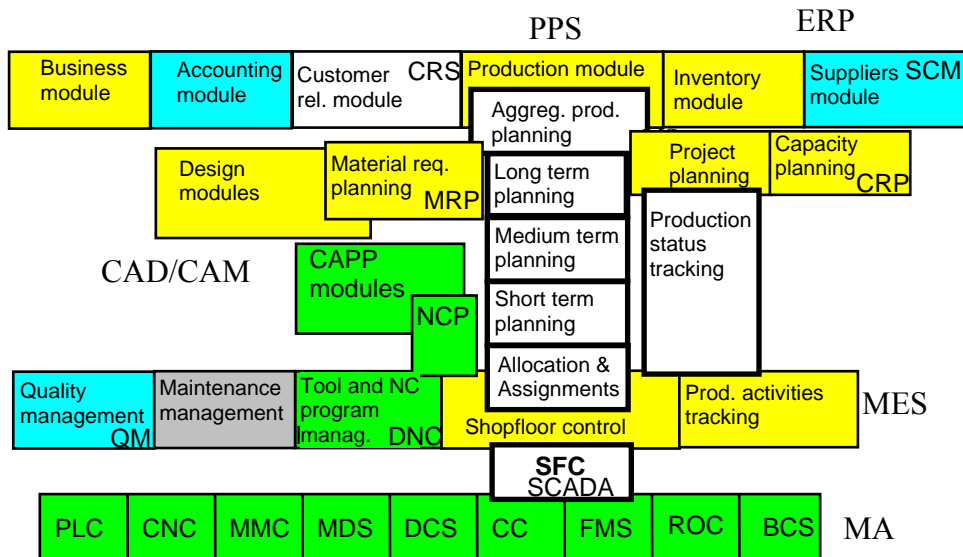 PPS
ERP
Business
module
Accounting
module
Customer
rel. module
CRS
Production module
Inventory
module
Suppliers SCM
module
Aggreg. prod.
planning
Design
modules
Material req.
planning
MRP
Long term
planning
Project
planning
Capacity
planning
CRP
Production
status
tracking
Medium term
planning
CAD/CAM
CAPP
modules
NCP
Short term
planning
Allocation &
Assignments
Quality
management
QM
Maintenance
management
Tool and NC
program
manag.
DNC
Shopfloor control
Prod. activities
tracking
MES
SFC
SCADA
PLC
CNC
MMC
MDS
DCS
CC
FMS
ROC
BCS
MA